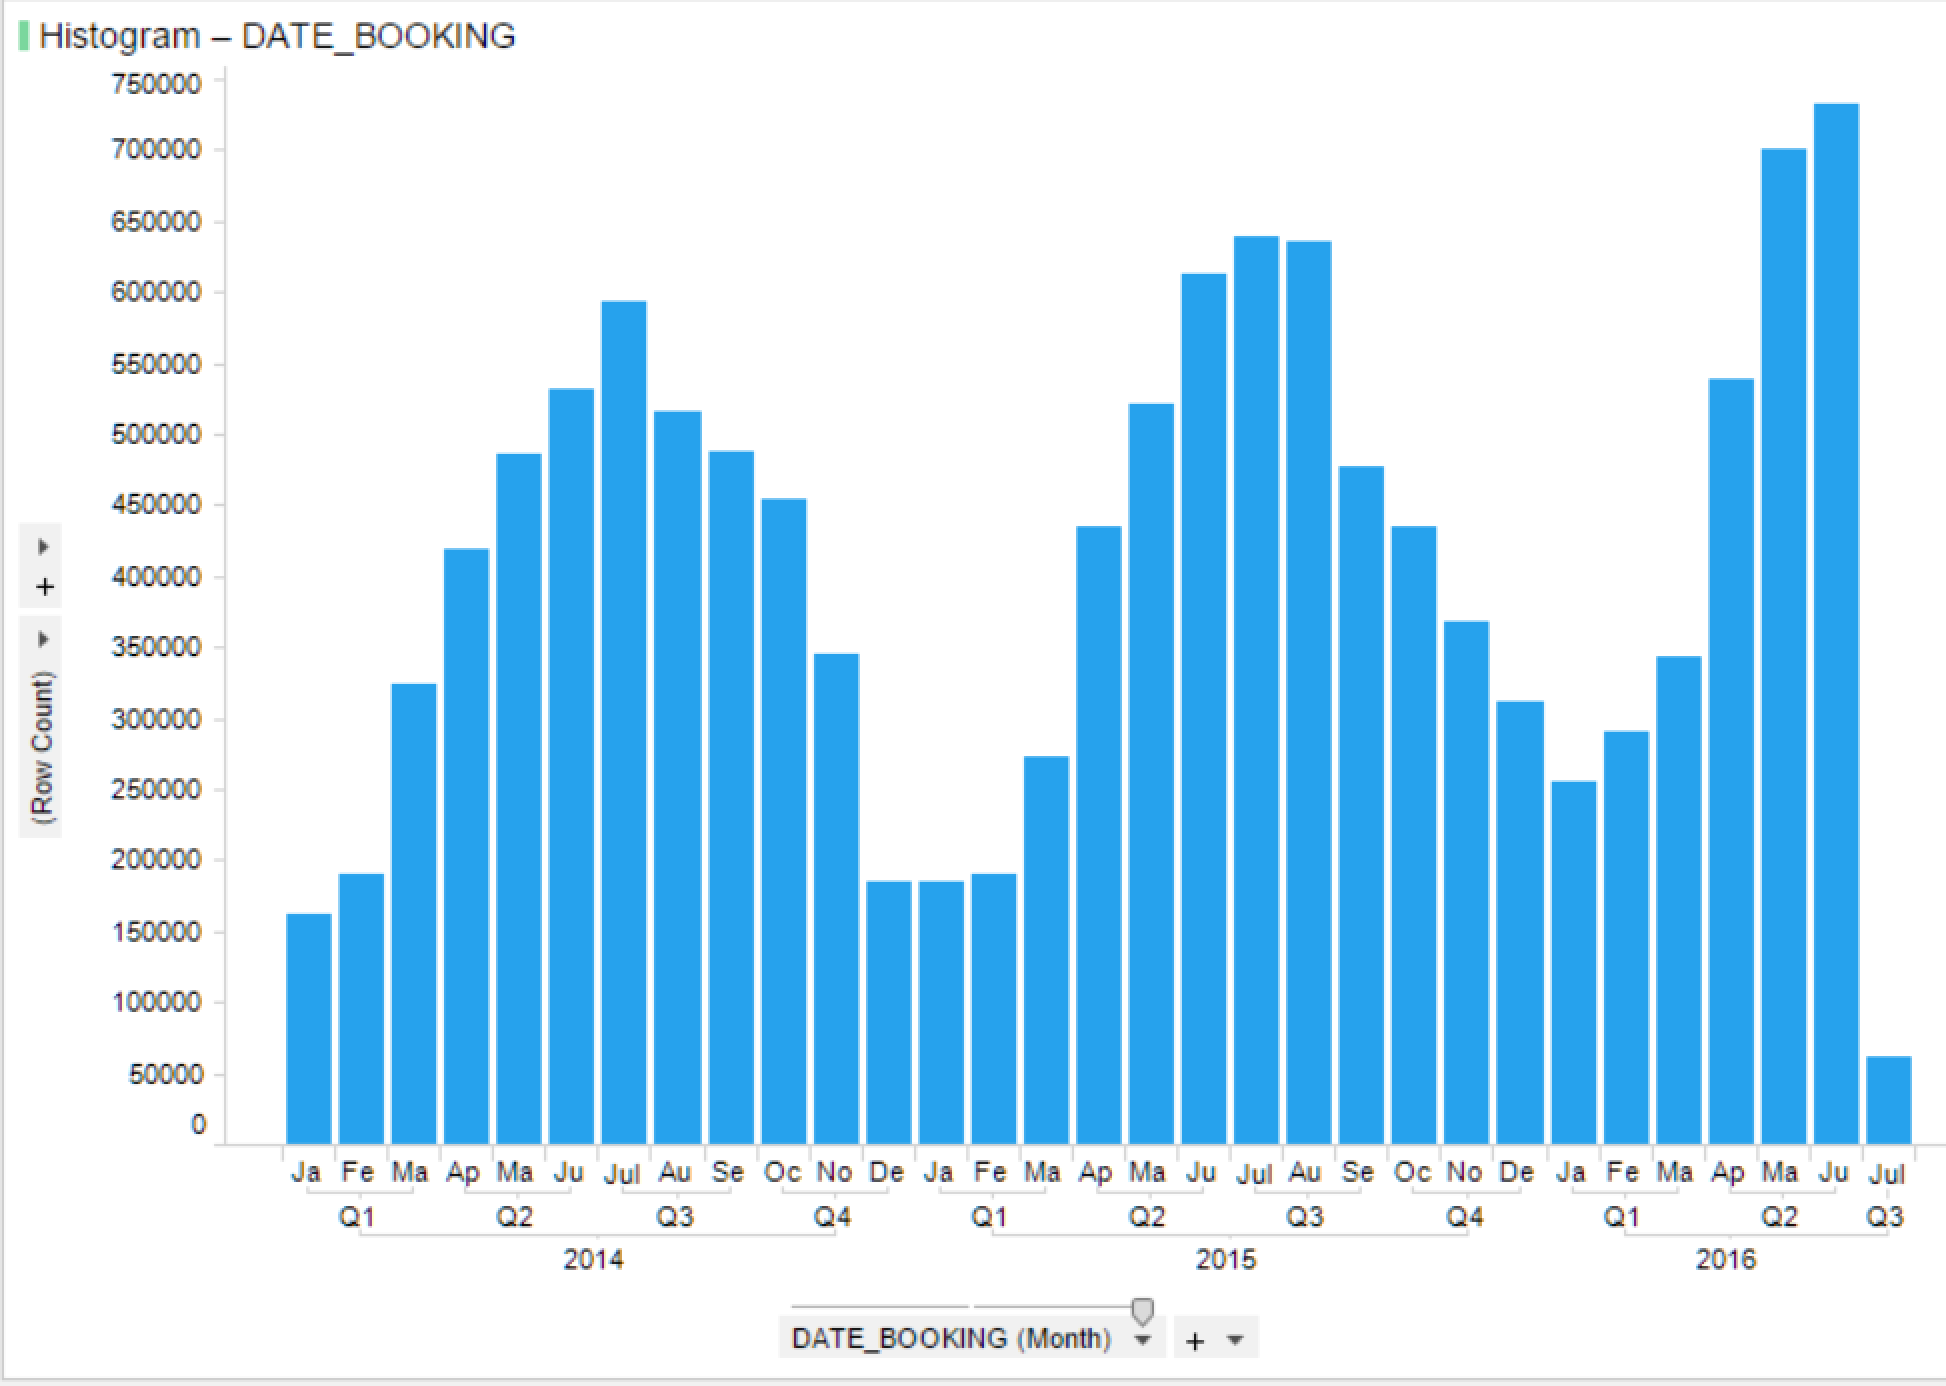 Histogram – DATE_BOOKING
750000
700000
650000
600000
550000
500000
450000
400000
350000
300000
250000
200000
150000
100000
50000
0
+
(Row Count)
Ja Fe Ma Ap Ma Ju Jul Au Se Oc No De Ja Fe Ma Ap Ma Ju Jul Au Se Oc No De Ja Fe Ma Ap Ma Ju Jul
Q1 Q2 Q3 Q4 Q1 Q2 Q3 Q4 Q1 Q2 Q3
2014 2015 2016
DATE_BOOKING (Month) +